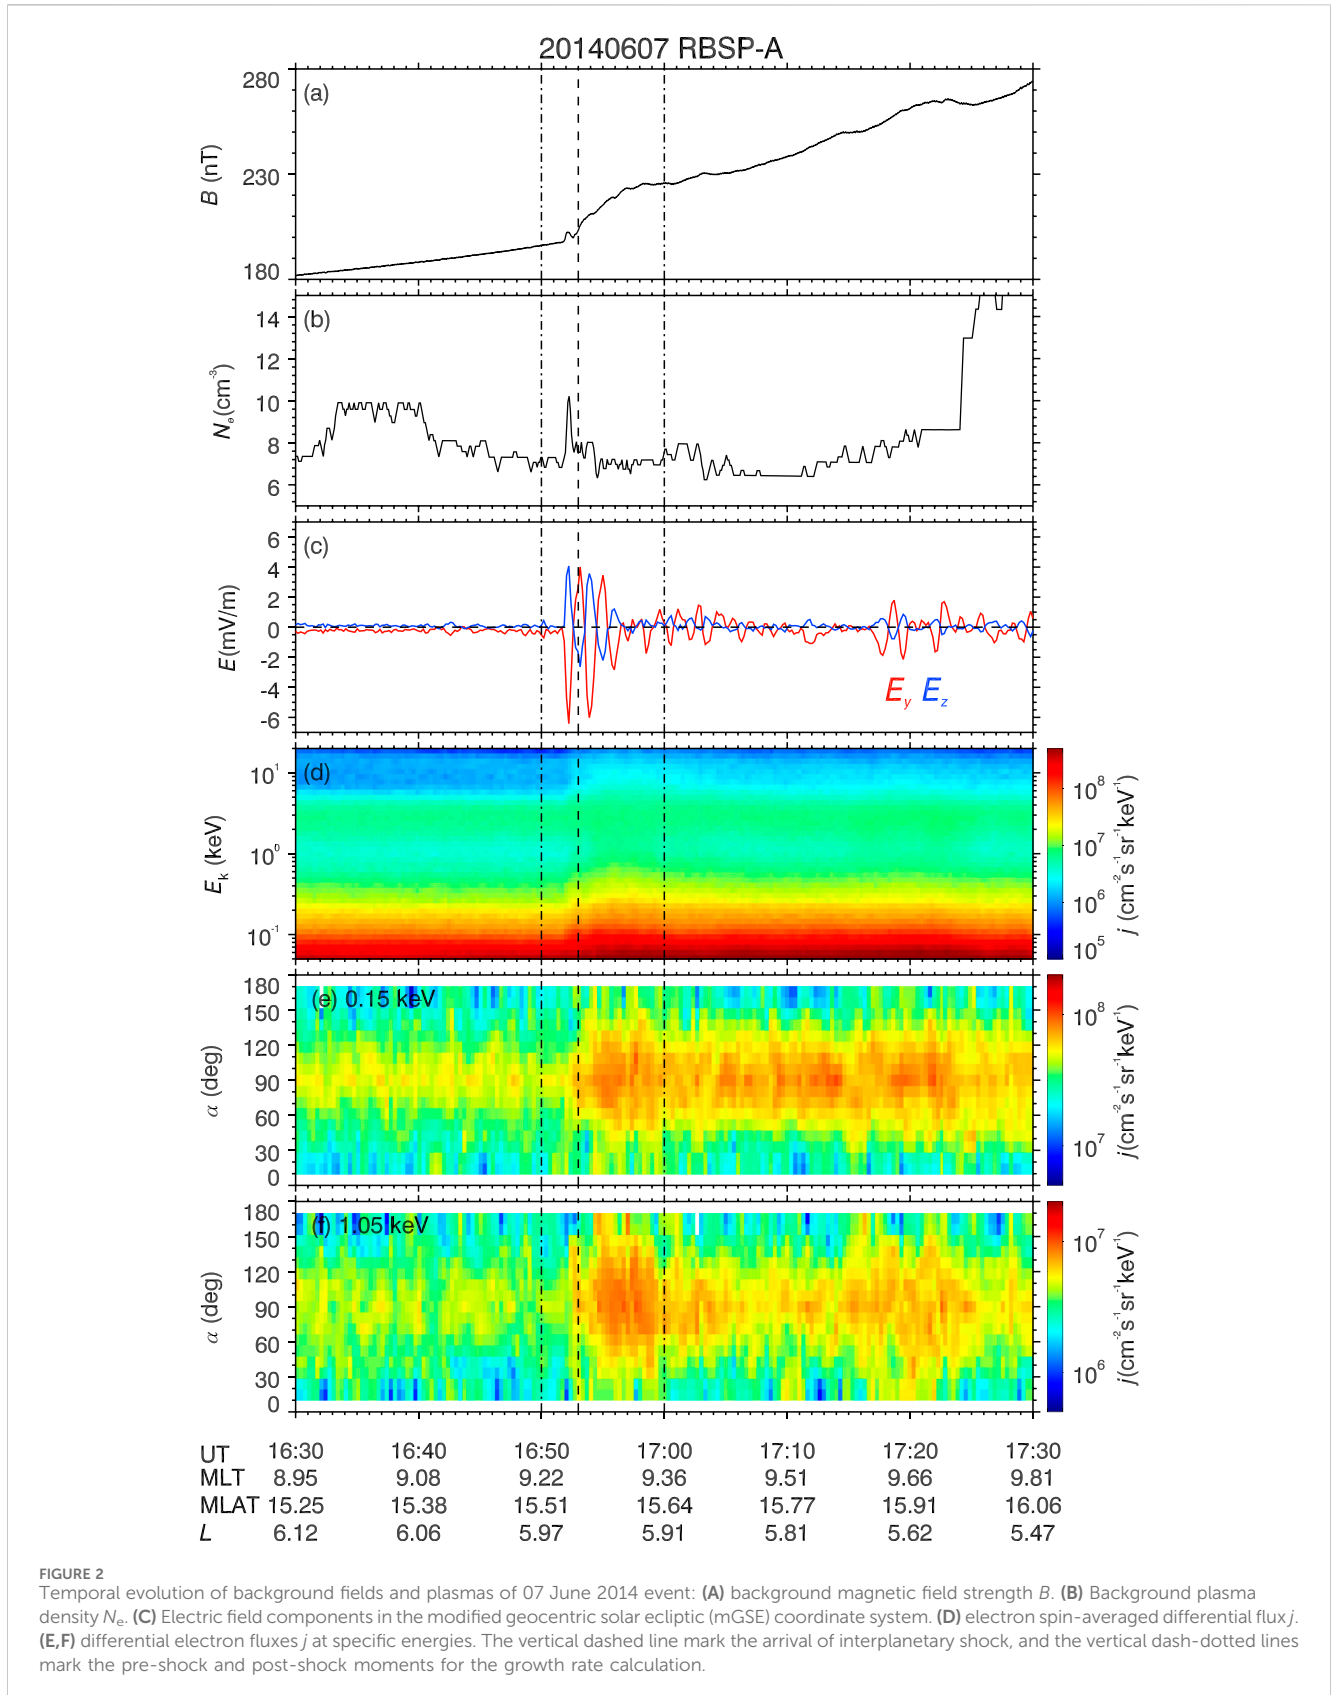 20140607 RBSP-A
280
(a)
230
B (nT)
180
14
(b)
12
10
8
6
Ne(cm-3)
6
(c)
4
2
0
-2
-4
-6
E(mV/m)
Ey Ez
10¹
(d)
10⁰
10⁻¹
Ek (keV)
10⁸
10⁷
10⁶
10⁵
j (cm⁻²s⁻¹sr⁻¹keV⁻¹)
180
(e) 0.15 keV
150
120
90
60
30
0
α (deg)
10⁸
10⁷
j(cm⁻²s⁻¹sr⁻¹keV⁻¹)
180
(f) 1.05 keV
150
120
90
60
30
0
α (deg)
10⁷
10⁶
j(cm⁻²s⁻¹sr⁻¹keV⁻¹)
UT 16:30 16:40 16:50 17:00 17:10 17:20 17:30
MLT 8.95 9.08 9.22 9.36 9.51 9.66 9.81
MLAT 15.25 15.38 15.51 15.64 15.77 15.91 16.06
L 6.12 6.06 5.97 5.91 5.81 5.62 5.47
FIGURE 2
Temporal evolution of background fields and plasmas of 07 June 2014 event: (A) background magnetic field strength B. (B) Background plasma
density Ne. (C) Electric field components in the modified geocentric solar ecliptic (mGSE) coordinate system. (D) electron spin-averaged differential flux j.
(E,F) differential electron fluxes j at specific energies. The vertical dashed line mark the arrival of interplanetary shock, and the vertical dash-dotted lines
mark the pre-shock and post-shock moments for the growth rate calculation.